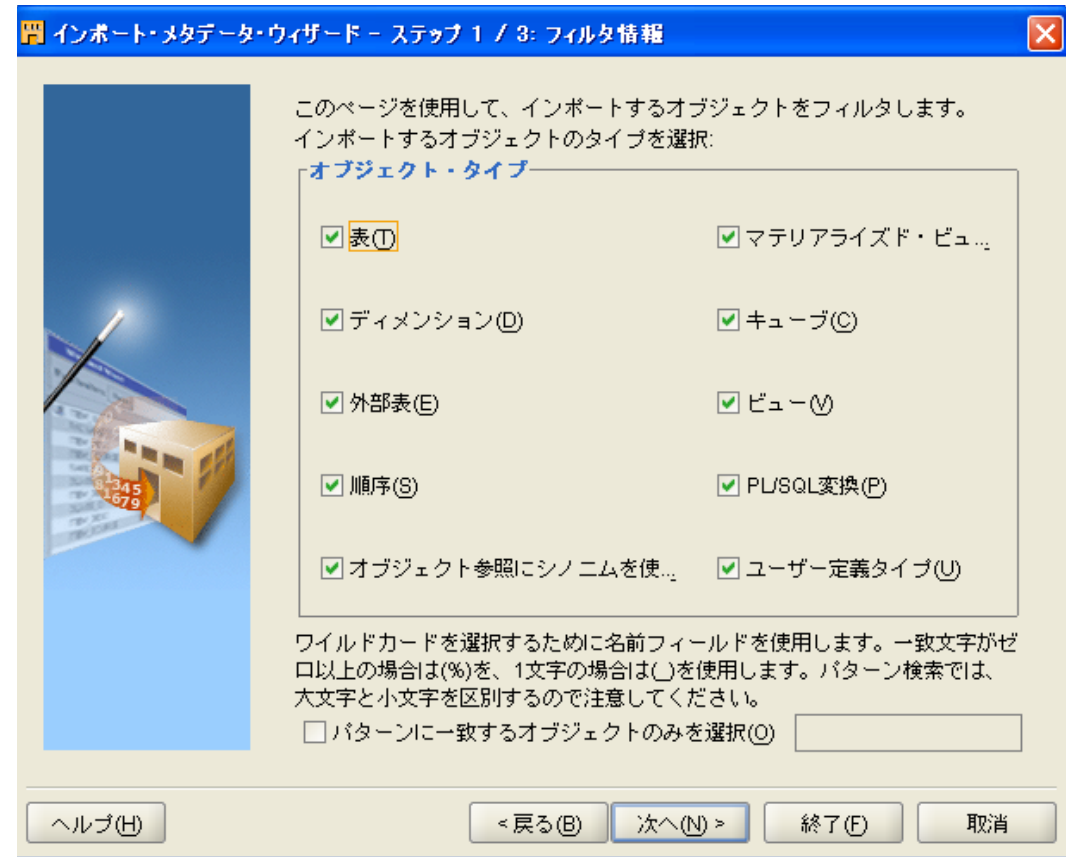 インポート・メタデータ・ウィザード - ステップ 1 / 3: フィルタ情報
このページを使用して、インポートするオブジェクトをフィルタします。
インポートするオブジェクトのタイプを選択:
オブジェクト・タイプ
表(T)
マテリアライズド・ビュ...
ディメンション(D)
キューブ(C)
外部表(E)
ビュー(V)
順序(S)
PL/SQL変換(P)
オブジェクト参照にシノニムを使...
ユーザー定義タイプ(U)
ワイルドカードを選択するために名前フィールドを使用します。一致文字がゼ
ロ以上の場合は(%)を、1文字の場合は(_)を使用します。パターン検索では、
大文字と小文字を区別するので注意してください。
パターンに一致するオブジェクトのみを選択(O)
ヘルプ(H)
< 戻る(B)
次へ(N) >
終了(F)
取消